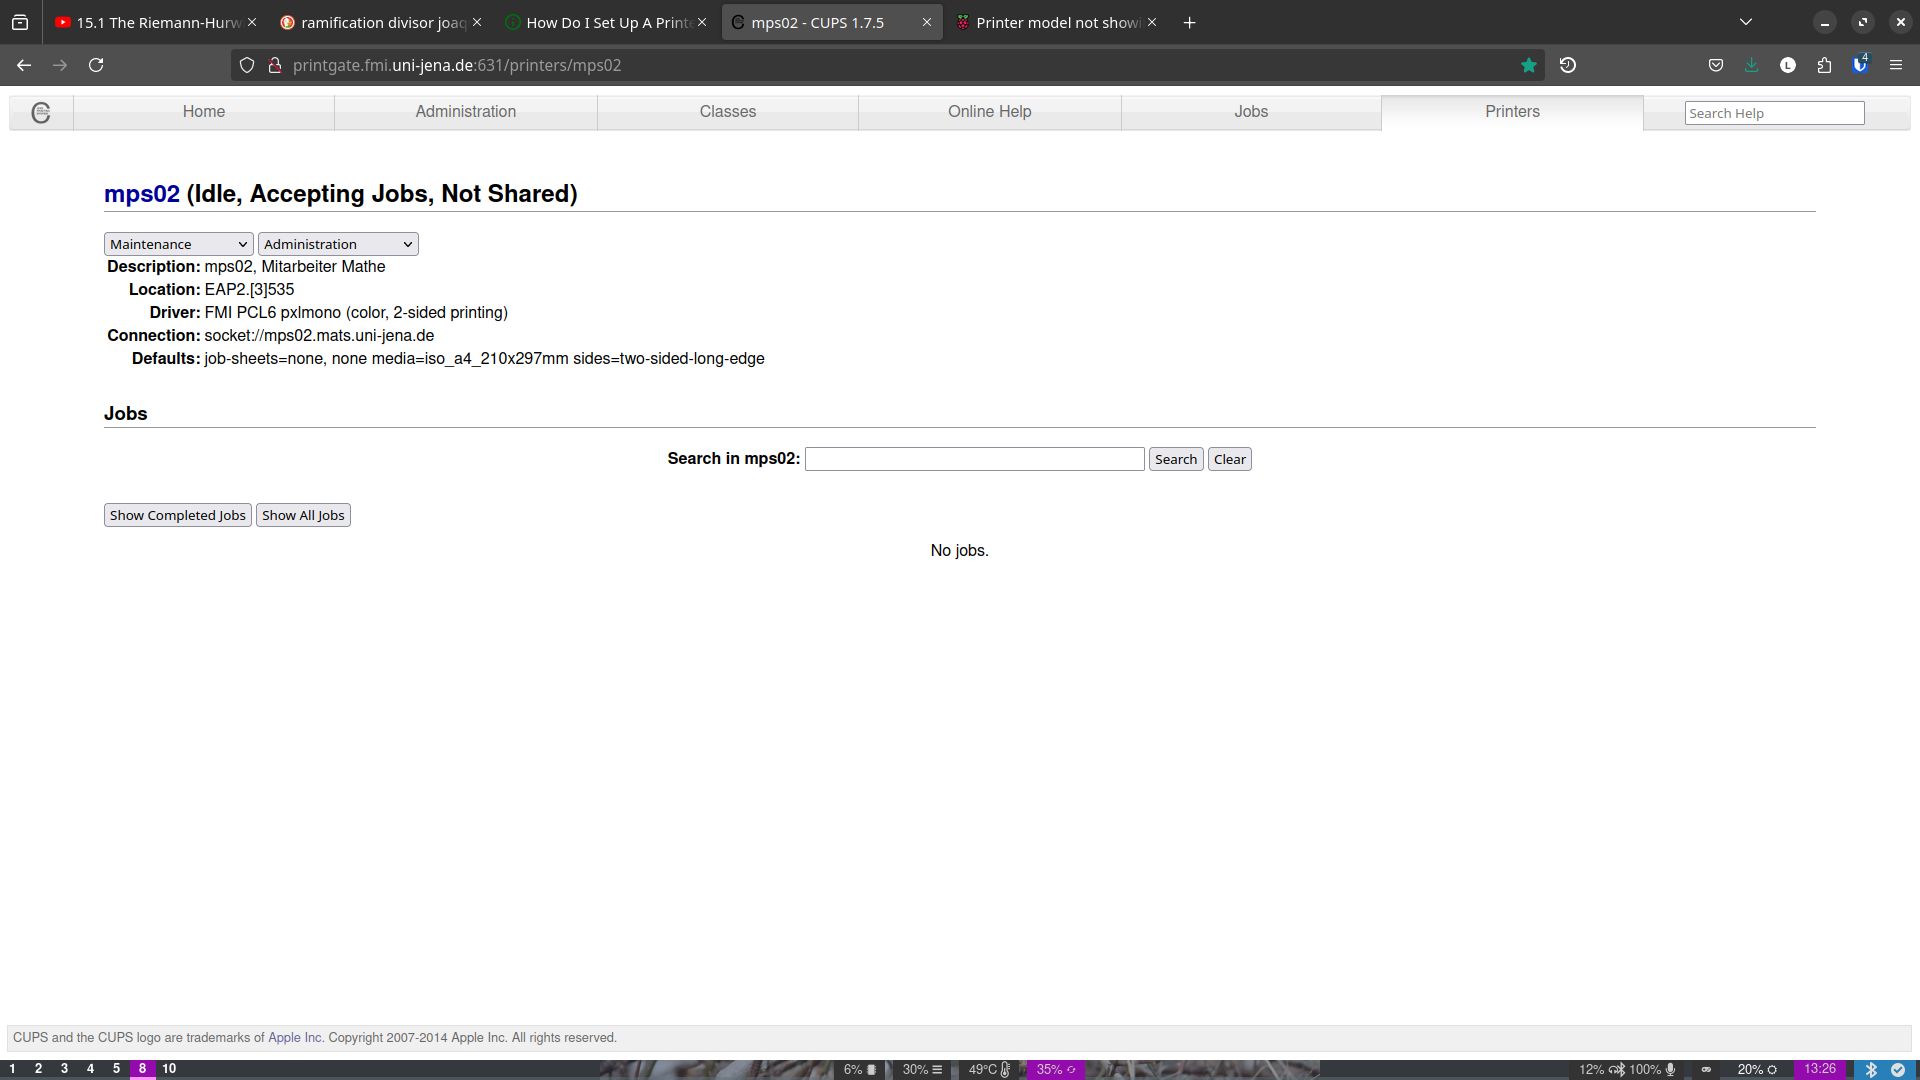 15.1 The Riemann-Hurw
ramification divisor joaq
How Do I Set Up A Printe
mps02 - CUPS 1.7.5
Printer model not showi
printgate.fmi.uni-jena.de:631/printers/mps02
L
4
Home
Administration
Classes
Online Help
Jobs
Printers
Search Help
mps02 (Idle, Accepting Jobs, Not Shared)
Maintenance
Administration
Description: mps02, Mitarbeiter Mathe
Location: EAP2.[3]535
Driver: FMI PCL6 pxlmono (color, 2-sided printing)
Connection: socket://mps02.mats.uni-jena.de
Defaults: job-sheets=none, none media=iso_a4_210x297mm sides=two-sided-long-edge
Jobs
Search in mps02:
Search
Clear
Show Completed Jobs
Show All Jobs
No jobs.
CUPS and the CUPS logo are trademarks of Apple Inc. Copyright 2007-2014 Apple Inc. All rights reserved.
1 2 3 4 5 8 10
6%
30%
49°C
35%
12%
100%
20%
13:26